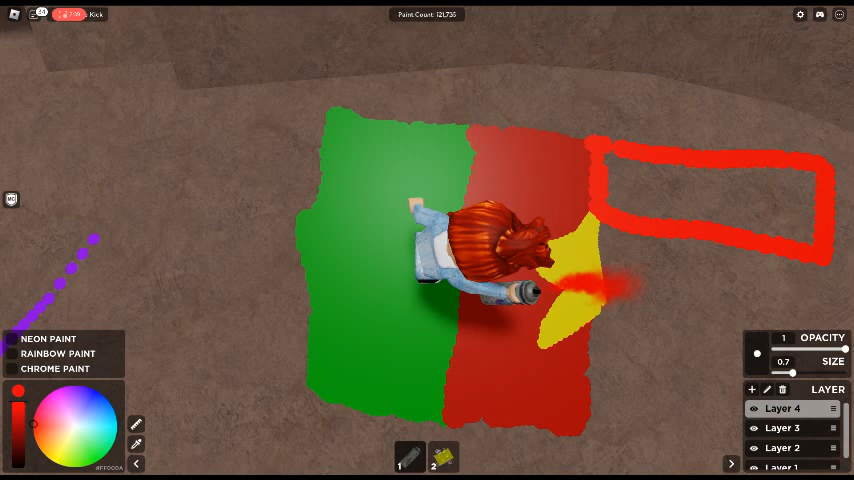 Kick
Paint Count: 121,735
NEON PAINT
RAINBOW PAINT
CHROME PAINT
#FF000A
1
2
1 OPACITY
0.7 SIZE
LAYER
Layer 4
Layer 3
Layer 2
Layer 1